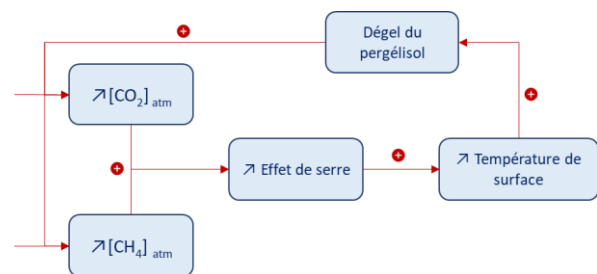 Dégel du
pergélisol
+
↗[CO₂] atm
+
+
↗ Effet de serre
+
↗ Température de
surface
↗[CH₄] atm